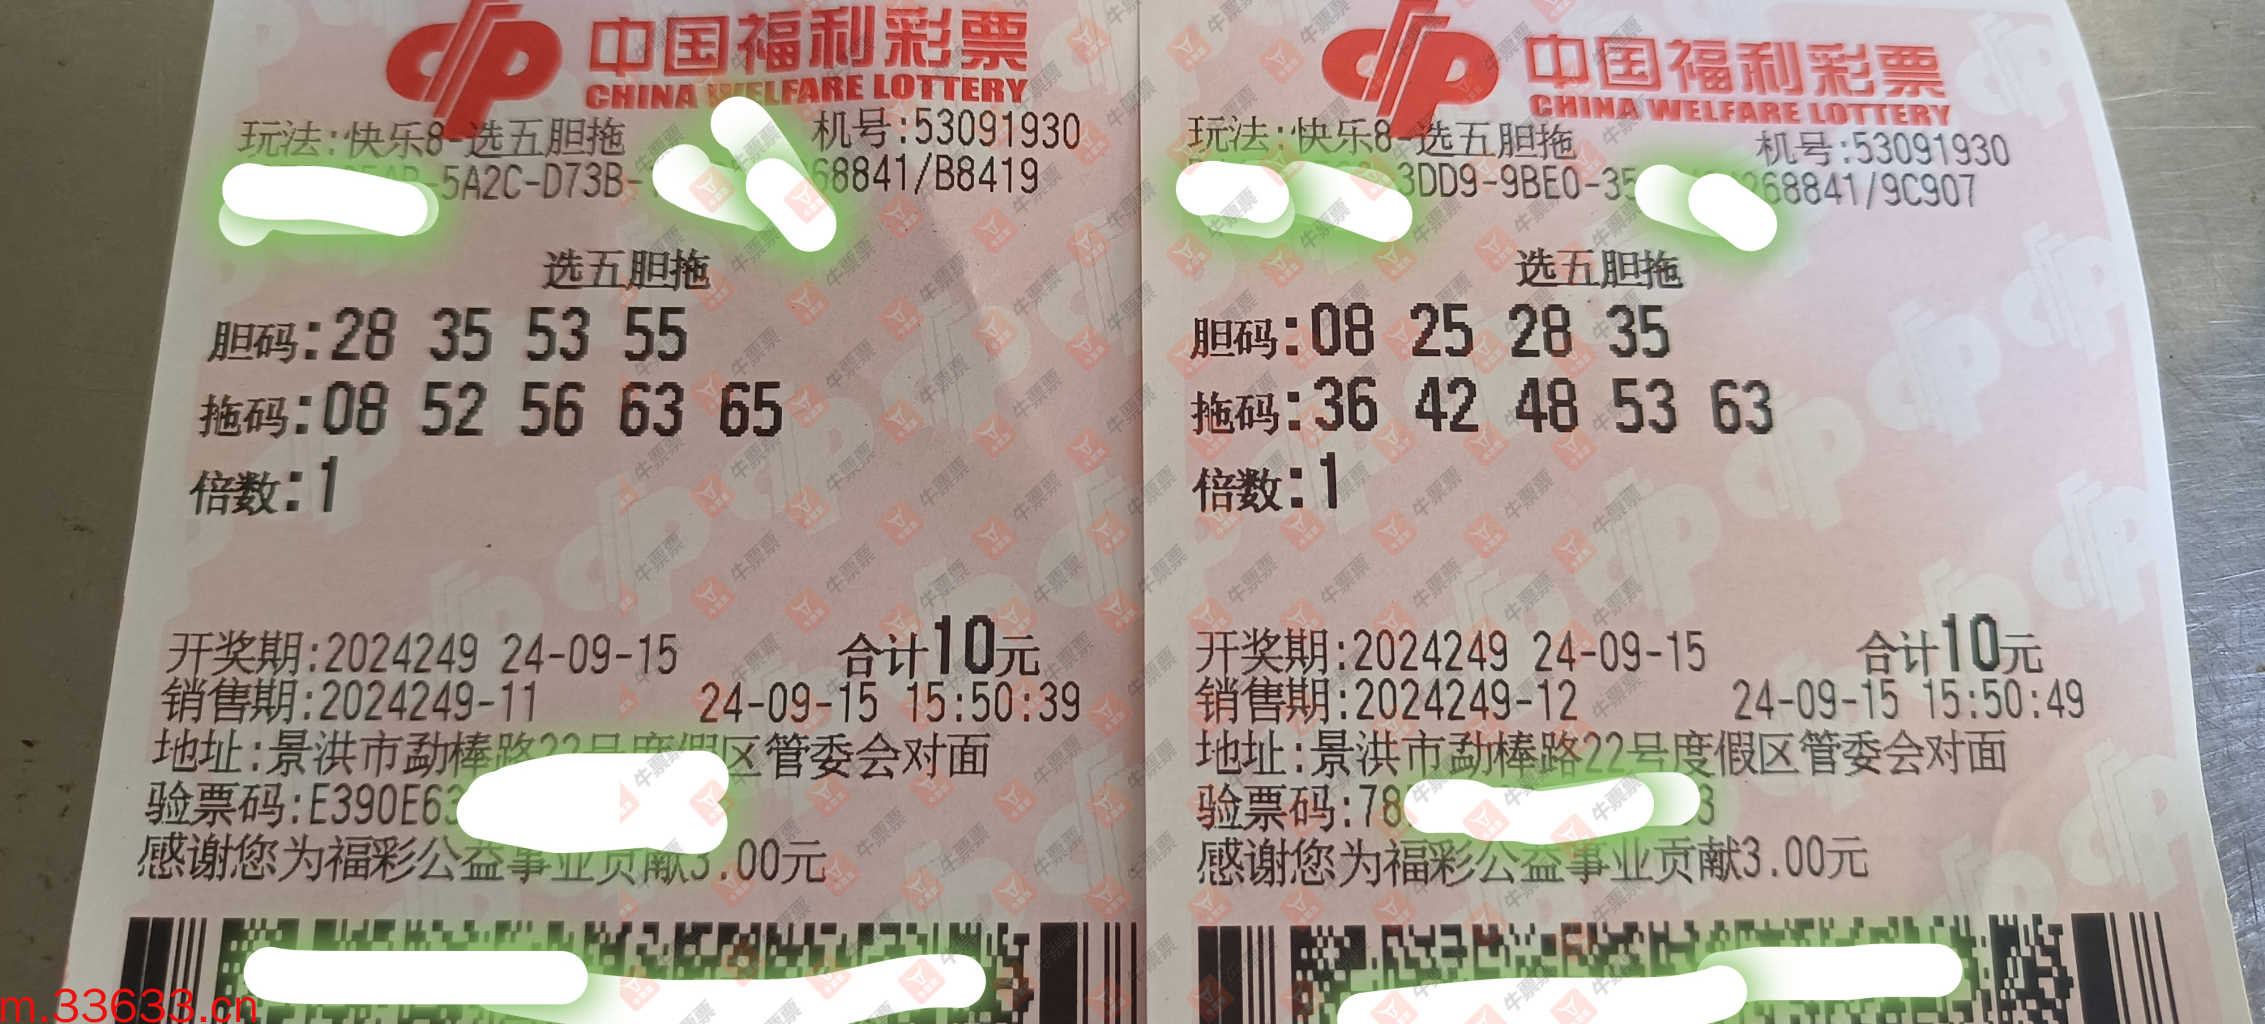 中国福利彩票
CHINA WELFARE LOTTERY
玩法:快乐8-选五胆拖 机号:53091930
-5A2C-D73B- 68841/B8419
选五胆拖
胆码:28 35 53 55
拖码:08 52 56 63 65
倍数:1
开奖期:2024249 24-09-15 合计10元
销售期:2024249-11 24-09-15 15:50:39
地址:景洪市勐棒路22号度假区管委会对面
验票码:E390E63
感谢您为福彩公益事业贡献3.00元
中国福利彩票
CHINA WELFARE LOTTERY
玩法:快乐8-选五胆拖 机号:53091930
3DD9-9BE0-35 268841/9C907
选五胆拖
胆码:08 25 28 35
拖码:36 42 48 53 63
倍数:1
开奖期:2024249 24-09-15 合计10元
销售期:2024249-12 24-09-15 15:50:49
地址:景洪市勐棒路22号度假区管委会对面
验票码:78 3
感谢您为福彩公益事业贡献3.00元
牛票票
m.33633.cn